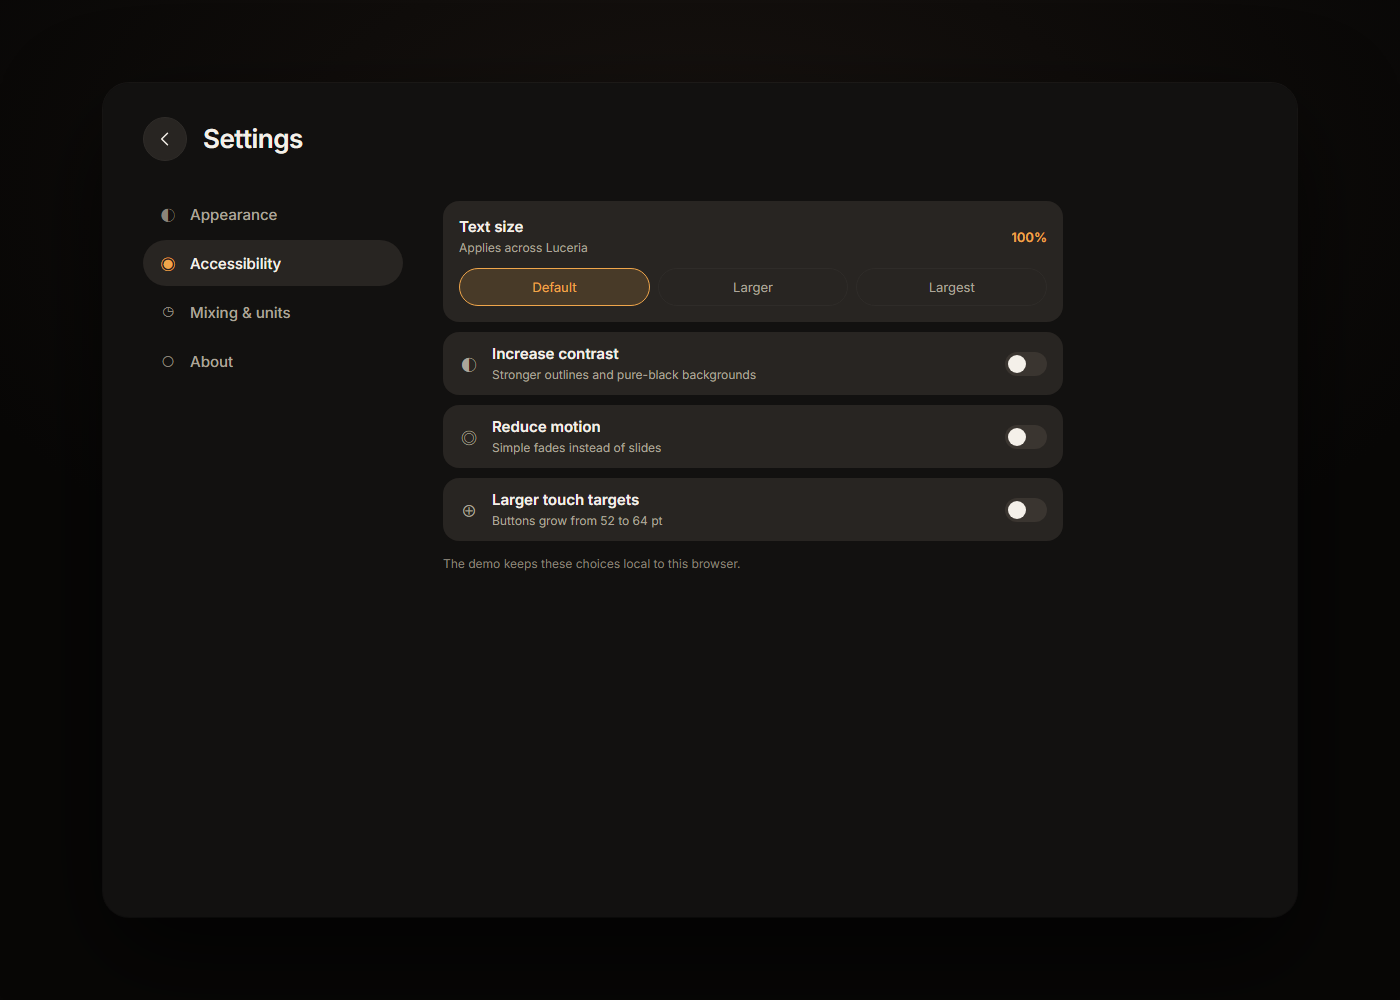 Settings
Appearance
Accessibility
Mixing & units
About
Text size
Applies across Luceria
100%
Default
Larger
Largest
Increase contrast
Stronger outlines and pure-black backgrounds
Reduce motion
Simple fades instead of slides
Larger touch targets
Buttons grow from 52 to 64 pt
The demo keeps these choices local to this browser.